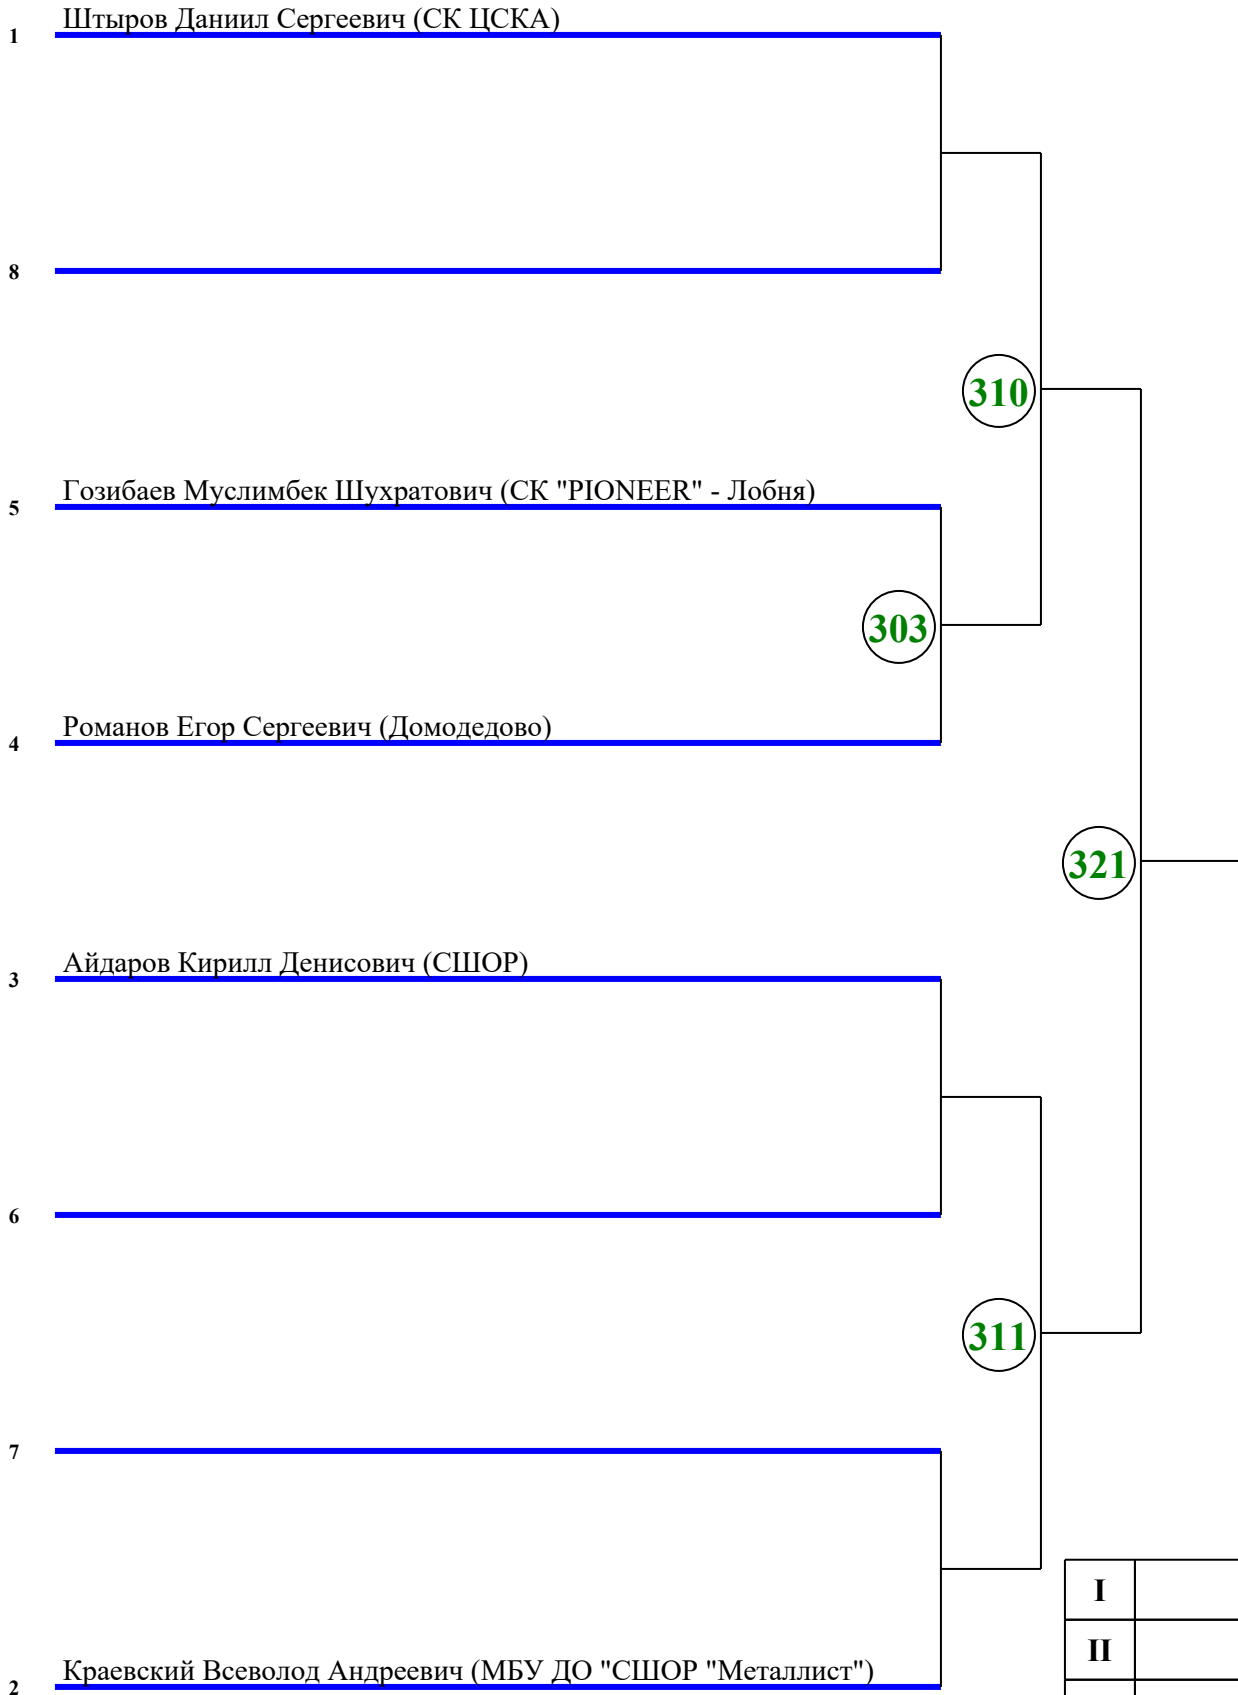 Штыров Даниил Сергеевич (СК ЦСКА)
1
8
310
Гозибаев Муслимбек Шухратович (СК "PIONEER" - Лобня)
5
303
Романов Егор Сергеевич (Домодедово)
4
321
Айдаров Кирилл Денисович (СШОР)
3
6
311
7
I
II
Краевский Всеволод Андреевич (МБУ ДО "СШОР "Металлист")
2